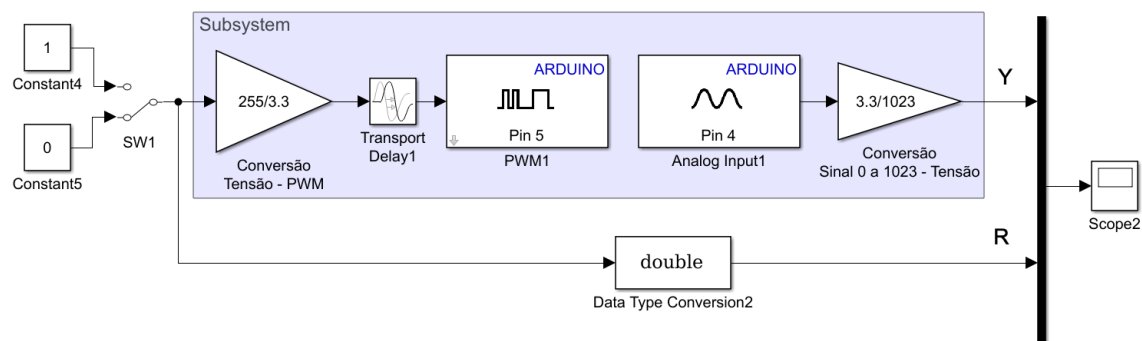 Subsystem
1
Constant4
0
Constant5
SW1
255/3.3
Conversão
Tensão - PWM
Transport
Delay1
ARDUINO
Pin 5
PWM1
ARDUINO
Pin 4
Analog Input1
3.3/1023
Conversão
Sinal 0 a 1023 - Tensão
Y
R
double
Data Type Conversion2
Scope2